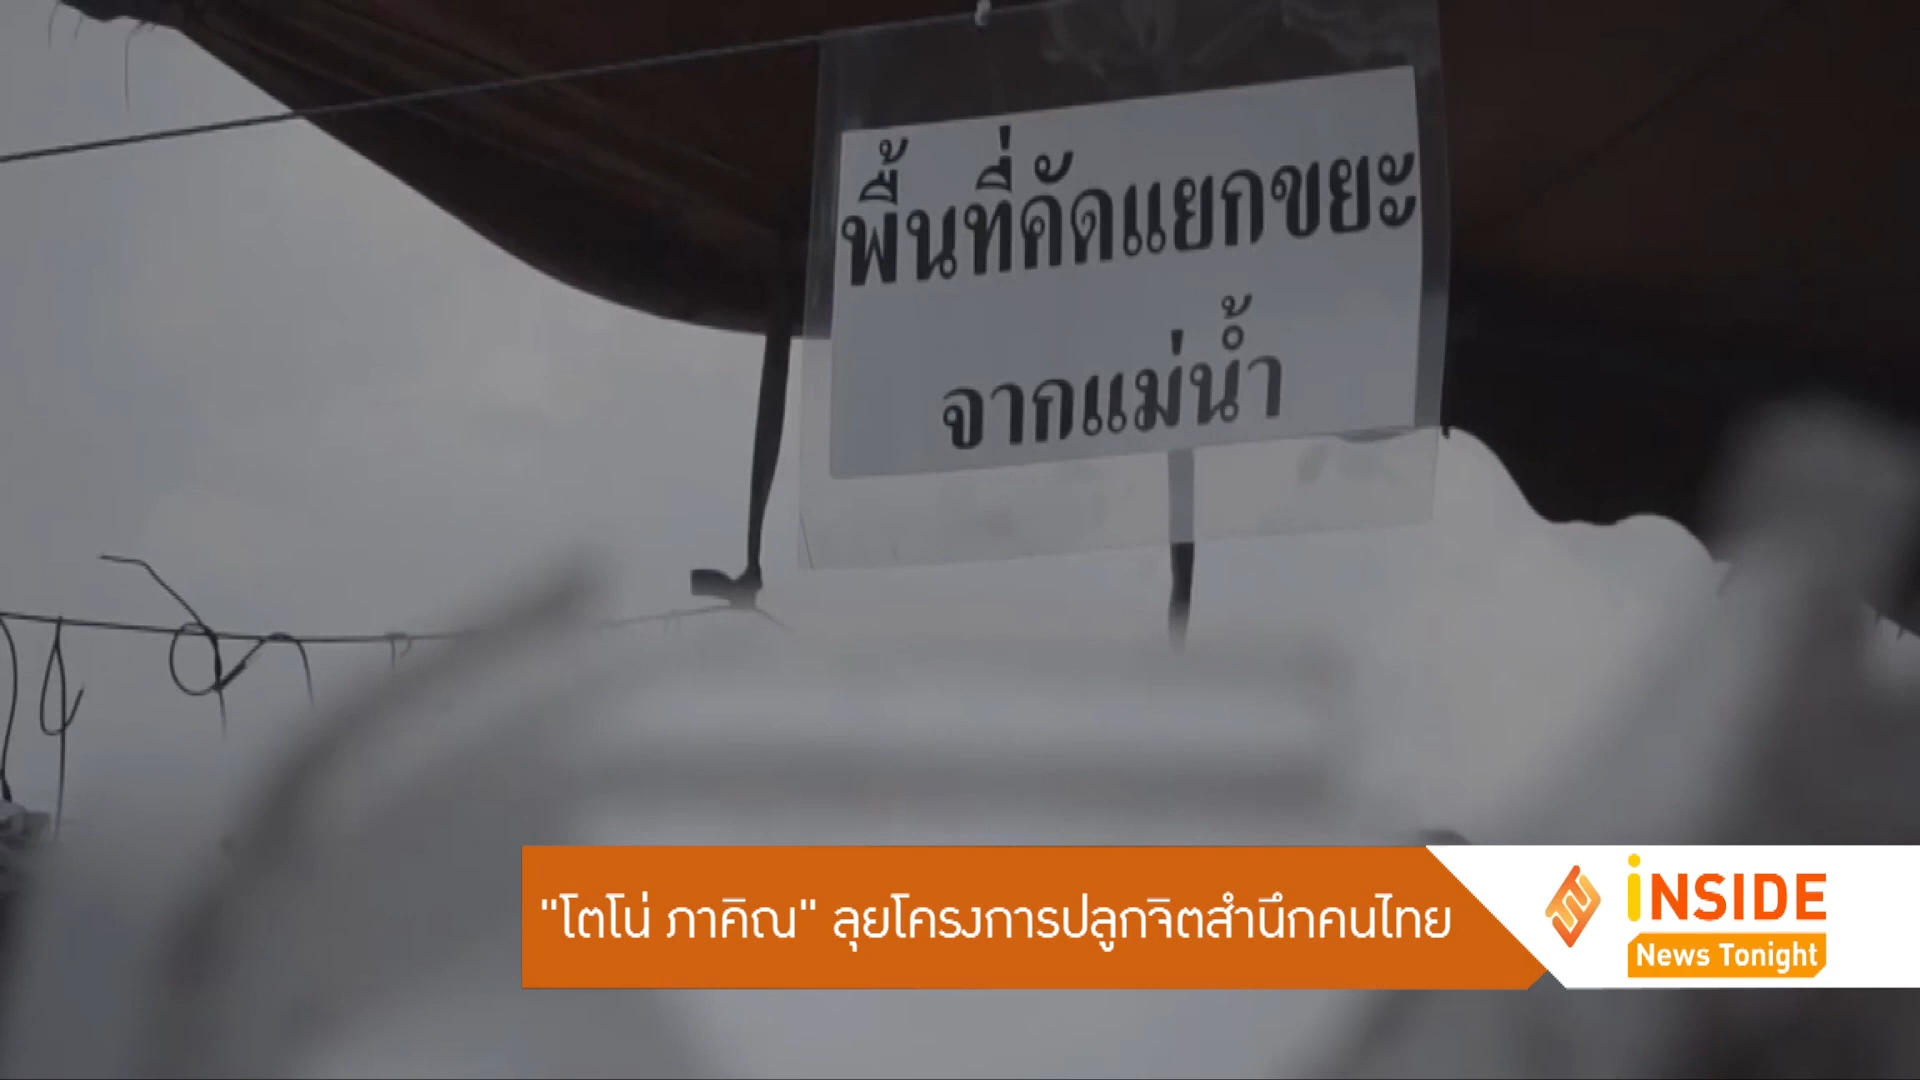 พื้นที่คัดแยกขยะ
จากแม่น้ำ
"โตโน่ ภาคิณ" ลุยโครงการปลูกจิตสำนึกคนไทย
iNSIDE
News Tonight